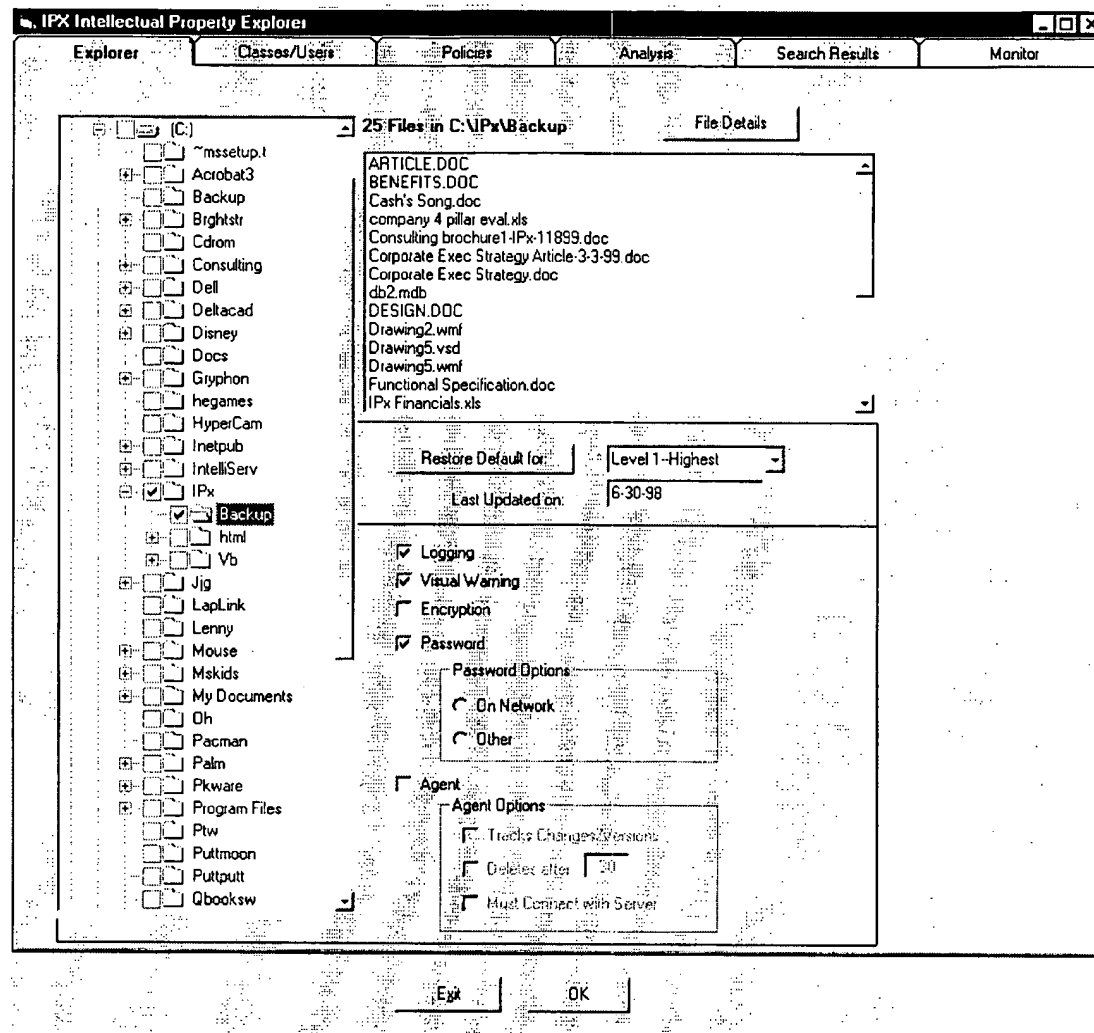 IPX Intellectual Property Explorer
Explorer
Classes/Users
Policies
Analysis
Search Results
Monitor
(C:)
~mssetup.t
Acrobat3
Backup
Brghtstr
Cdrom
Consulting
Dell
Deltacad
Disney
Docs
Gryphon
hegames
HyperCam
Inetpub
IntelliServ
IPx
Backup
html
Vb
Jjg
LapLink
Lenny
Mouse
Mskids
My Documents
Oh
Pacman
Palm
Pkware
Program Files
Ptw
Puttmoon
Puttputt
Qbooksw
25 Files in C:\IPx\Backup
File Details
ARTICLE.DOC
BENEFITS.DOC
Cash's Song.doc
company 4 pillar eval.xls
Consulting brochure1-IPx-11899.doc
Corporate Exec Strategy Article-3-3-99.doc
Corporate Exec Strategy.doc
db2.mdb
DESIGN.DOC
Drawing2.wmf
Drawing5.vsd
Drawing5.wmf
Functional Specification.doc
IPx Financials.xls
Restore Default for:
Level 1--Highest
Last Updated on:
6-30-98
Logging
Visual Warning
Encryption
Password
Password Options
On Network
Other
Agent
Agent Options
Tracks Changes/Versions
Deletes after 30
Must Connect with Server
Exit
OK